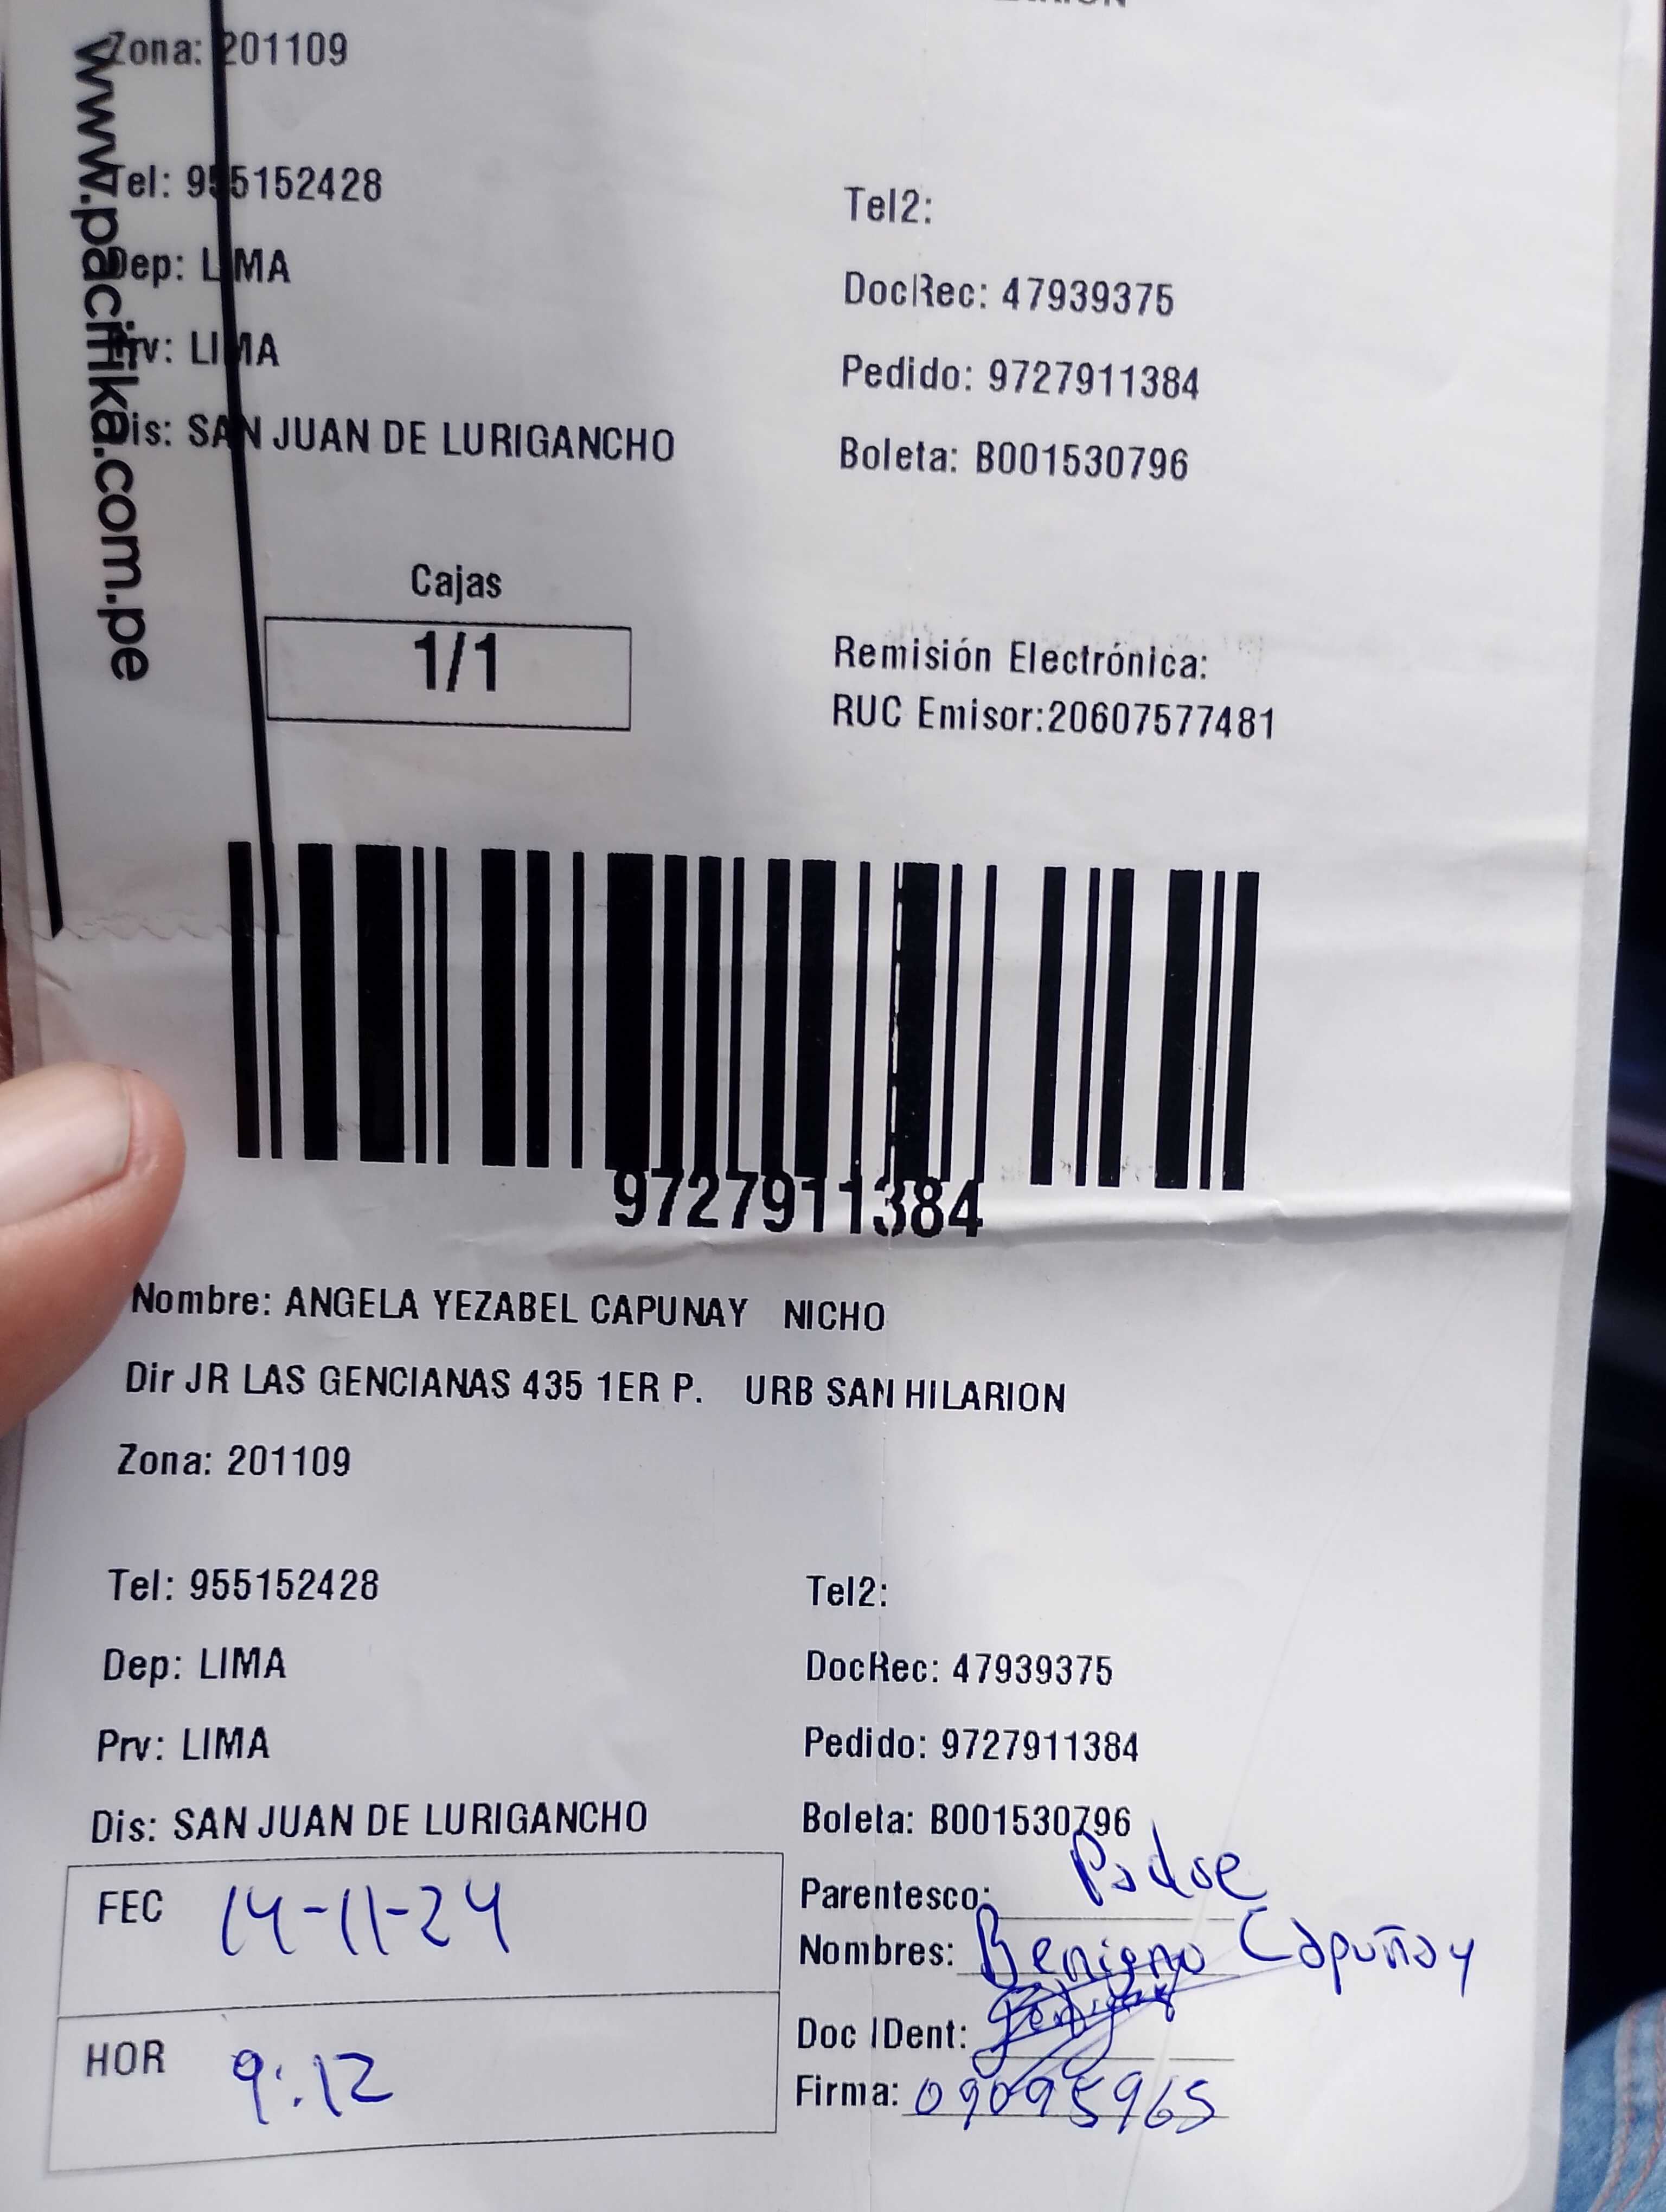 Zona: 201109
www.pacifika.com.pe
Tel: 955152428
Tel2:
Dep: LIMA
DocRec: 47939375
Prv: LIMA
Pedido: 9727911384
Dis: SAN JUAN DE LURIGANCHO
Boleta: B001530796
Cajas
1/1
Remisión Electrónica:
RUC Emisor:20607577481
9727911384
Nombre: ANGELA YEZABEL CAPUNAY NICHO
Dir JR LAS GENCIANAS 435 1ER P. URB SAN HILARION
Zona: 201109
Tel: 955152428
Tel2:
Dep: LIMA
DocRec: 47939375
Prv: LIMA
Pedido: 9727911384
Dis: SAN JUAN DE LURIGANCHO
Boleta: B001530796
FEC 14-11-24
Parentesco: Padre
Nombres: Benigno Capuñay
HOR 9:12
Doc IDent:
Firma: 09095965